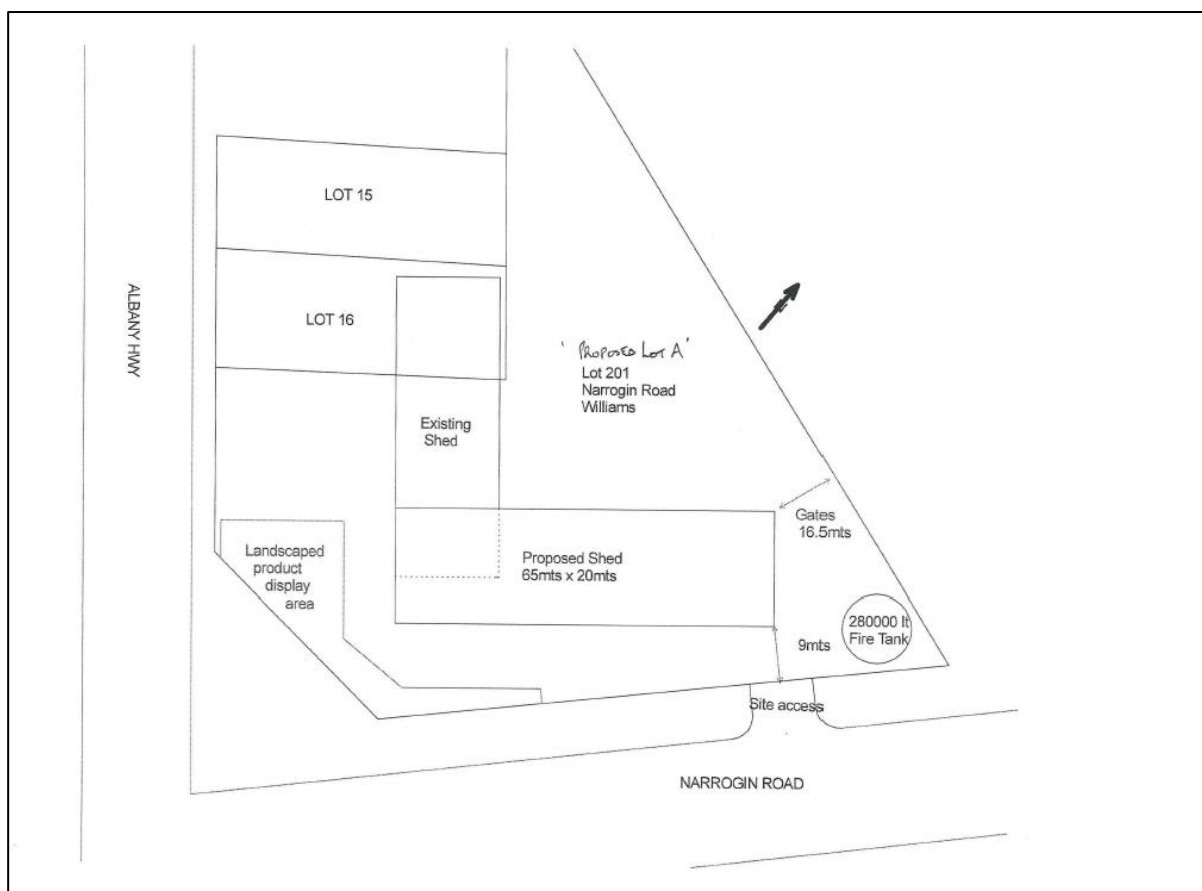 LOT 15
ALBANY HWY
LOT 16
' PROPOSED LOT A'
Lot 201
Narrogin Road
Williams
Existing
Shed
Gates
16.5mts
Landscaped
product
display
area
Proposed Shed
65mts x 20mts
280000 lt
Fire Tank
9mts
Site access
NARROGIN ROAD